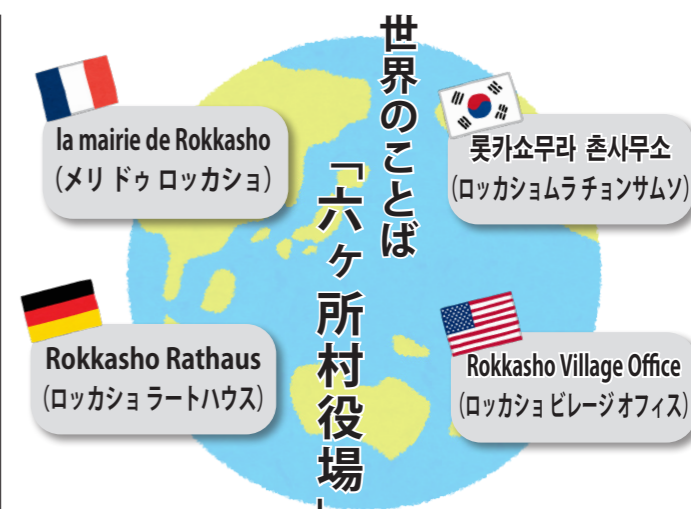 世界のことば
「六ヶ所村役場」
la mairie de Rokkasho
(メリ ドゥ ロッカショ)
롯카쇼무라 촌사무소
(ロッカショムラ チョンサムソ)
Rokkasho Rathaus
(ロッカショ ラートハウス)
Rokkasho Village Office
(ロッカショ ビレージ オフィス)